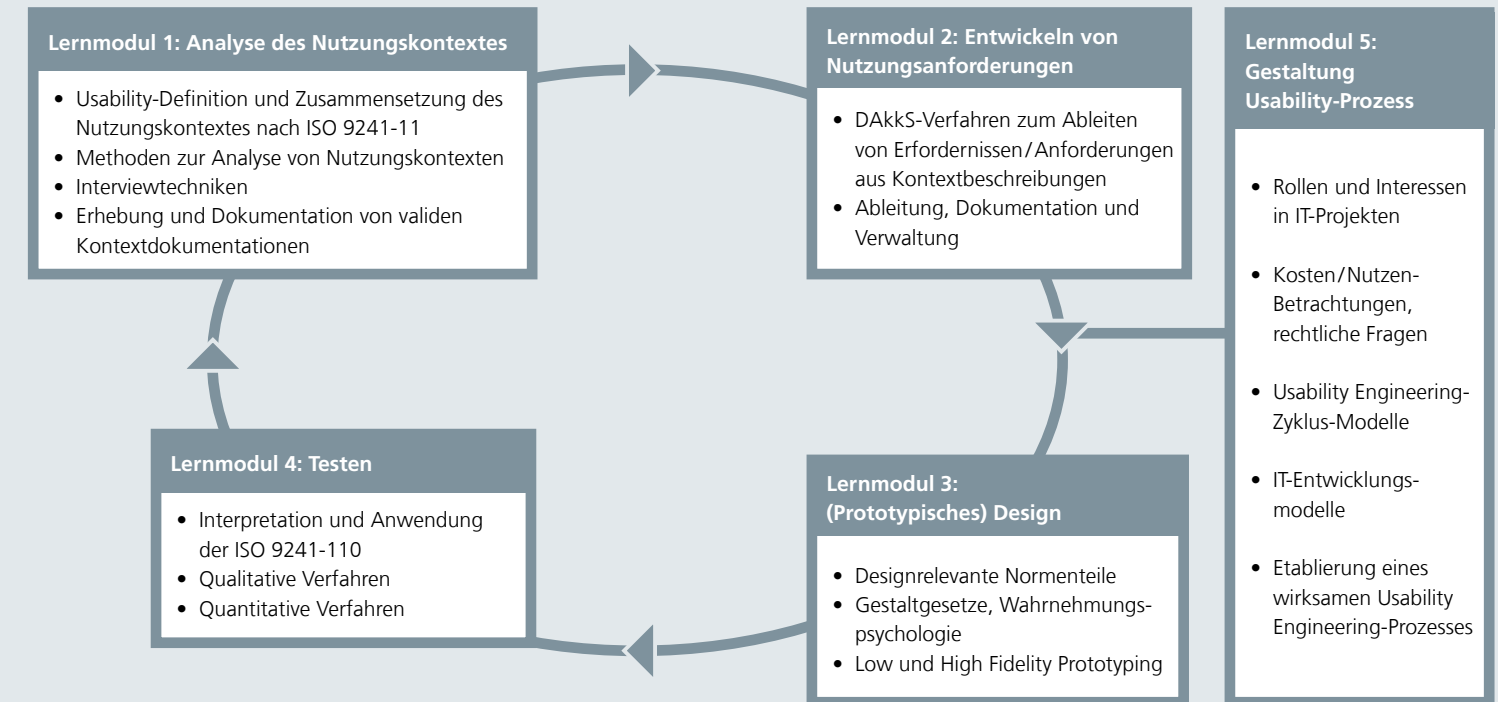 Lernmodul 1: Analyse des Nutzungskontextes
• Usability-Definition und Zusammensetzung des
Nutzungskontextes nach ISO 9241-11
• Methoden zur Analyse von Nutzungskontexten
• Interviewtechniken
• Erhebung und Dokumentation von validen
Kontextdokumentationen
Lernmodul 2: Entwickeln von
Nutzungsanforderungen
• DAkkS-Verfahren zum Ableiten
von Erfordernissen/Anforderungen
aus Kontextbeschreibungen
• Ableitung, Dokumentation und
Verwaltung
Lernmodul 3:
(Prototypisches) Design
• Designrelevante Normenteile
• Gestaltgesetze, Wahrnehmungs-
psychologie
• Low und High Fidelity Prototyping
Lernmodul 4: Testen
• Interpretation und Anwendung
der ISO 9241-110
• Qualitative Verfahren
• Quantitative Verfahren
Lernmodul 5:
Gestaltung
Usability-Prozess
• Rollen und Interessen
in IT-Projekten
• Kosten/Nutzen-
Betrachtungen,
rechtliche Fragen
• Usability Engineering-
Zyklus-Modelle
• IT-Entwicklungs-
modelle
• Etablierung eines
wirksamen Usability
Engineering-Prozesses